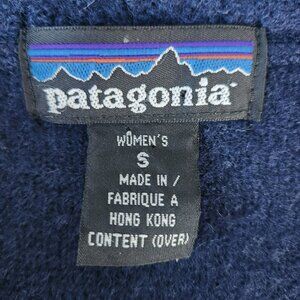 patagonia
WOMEN'S
S
MADE IN /
FABRIQUE A
HONG KONG
CONTENT (OVER)